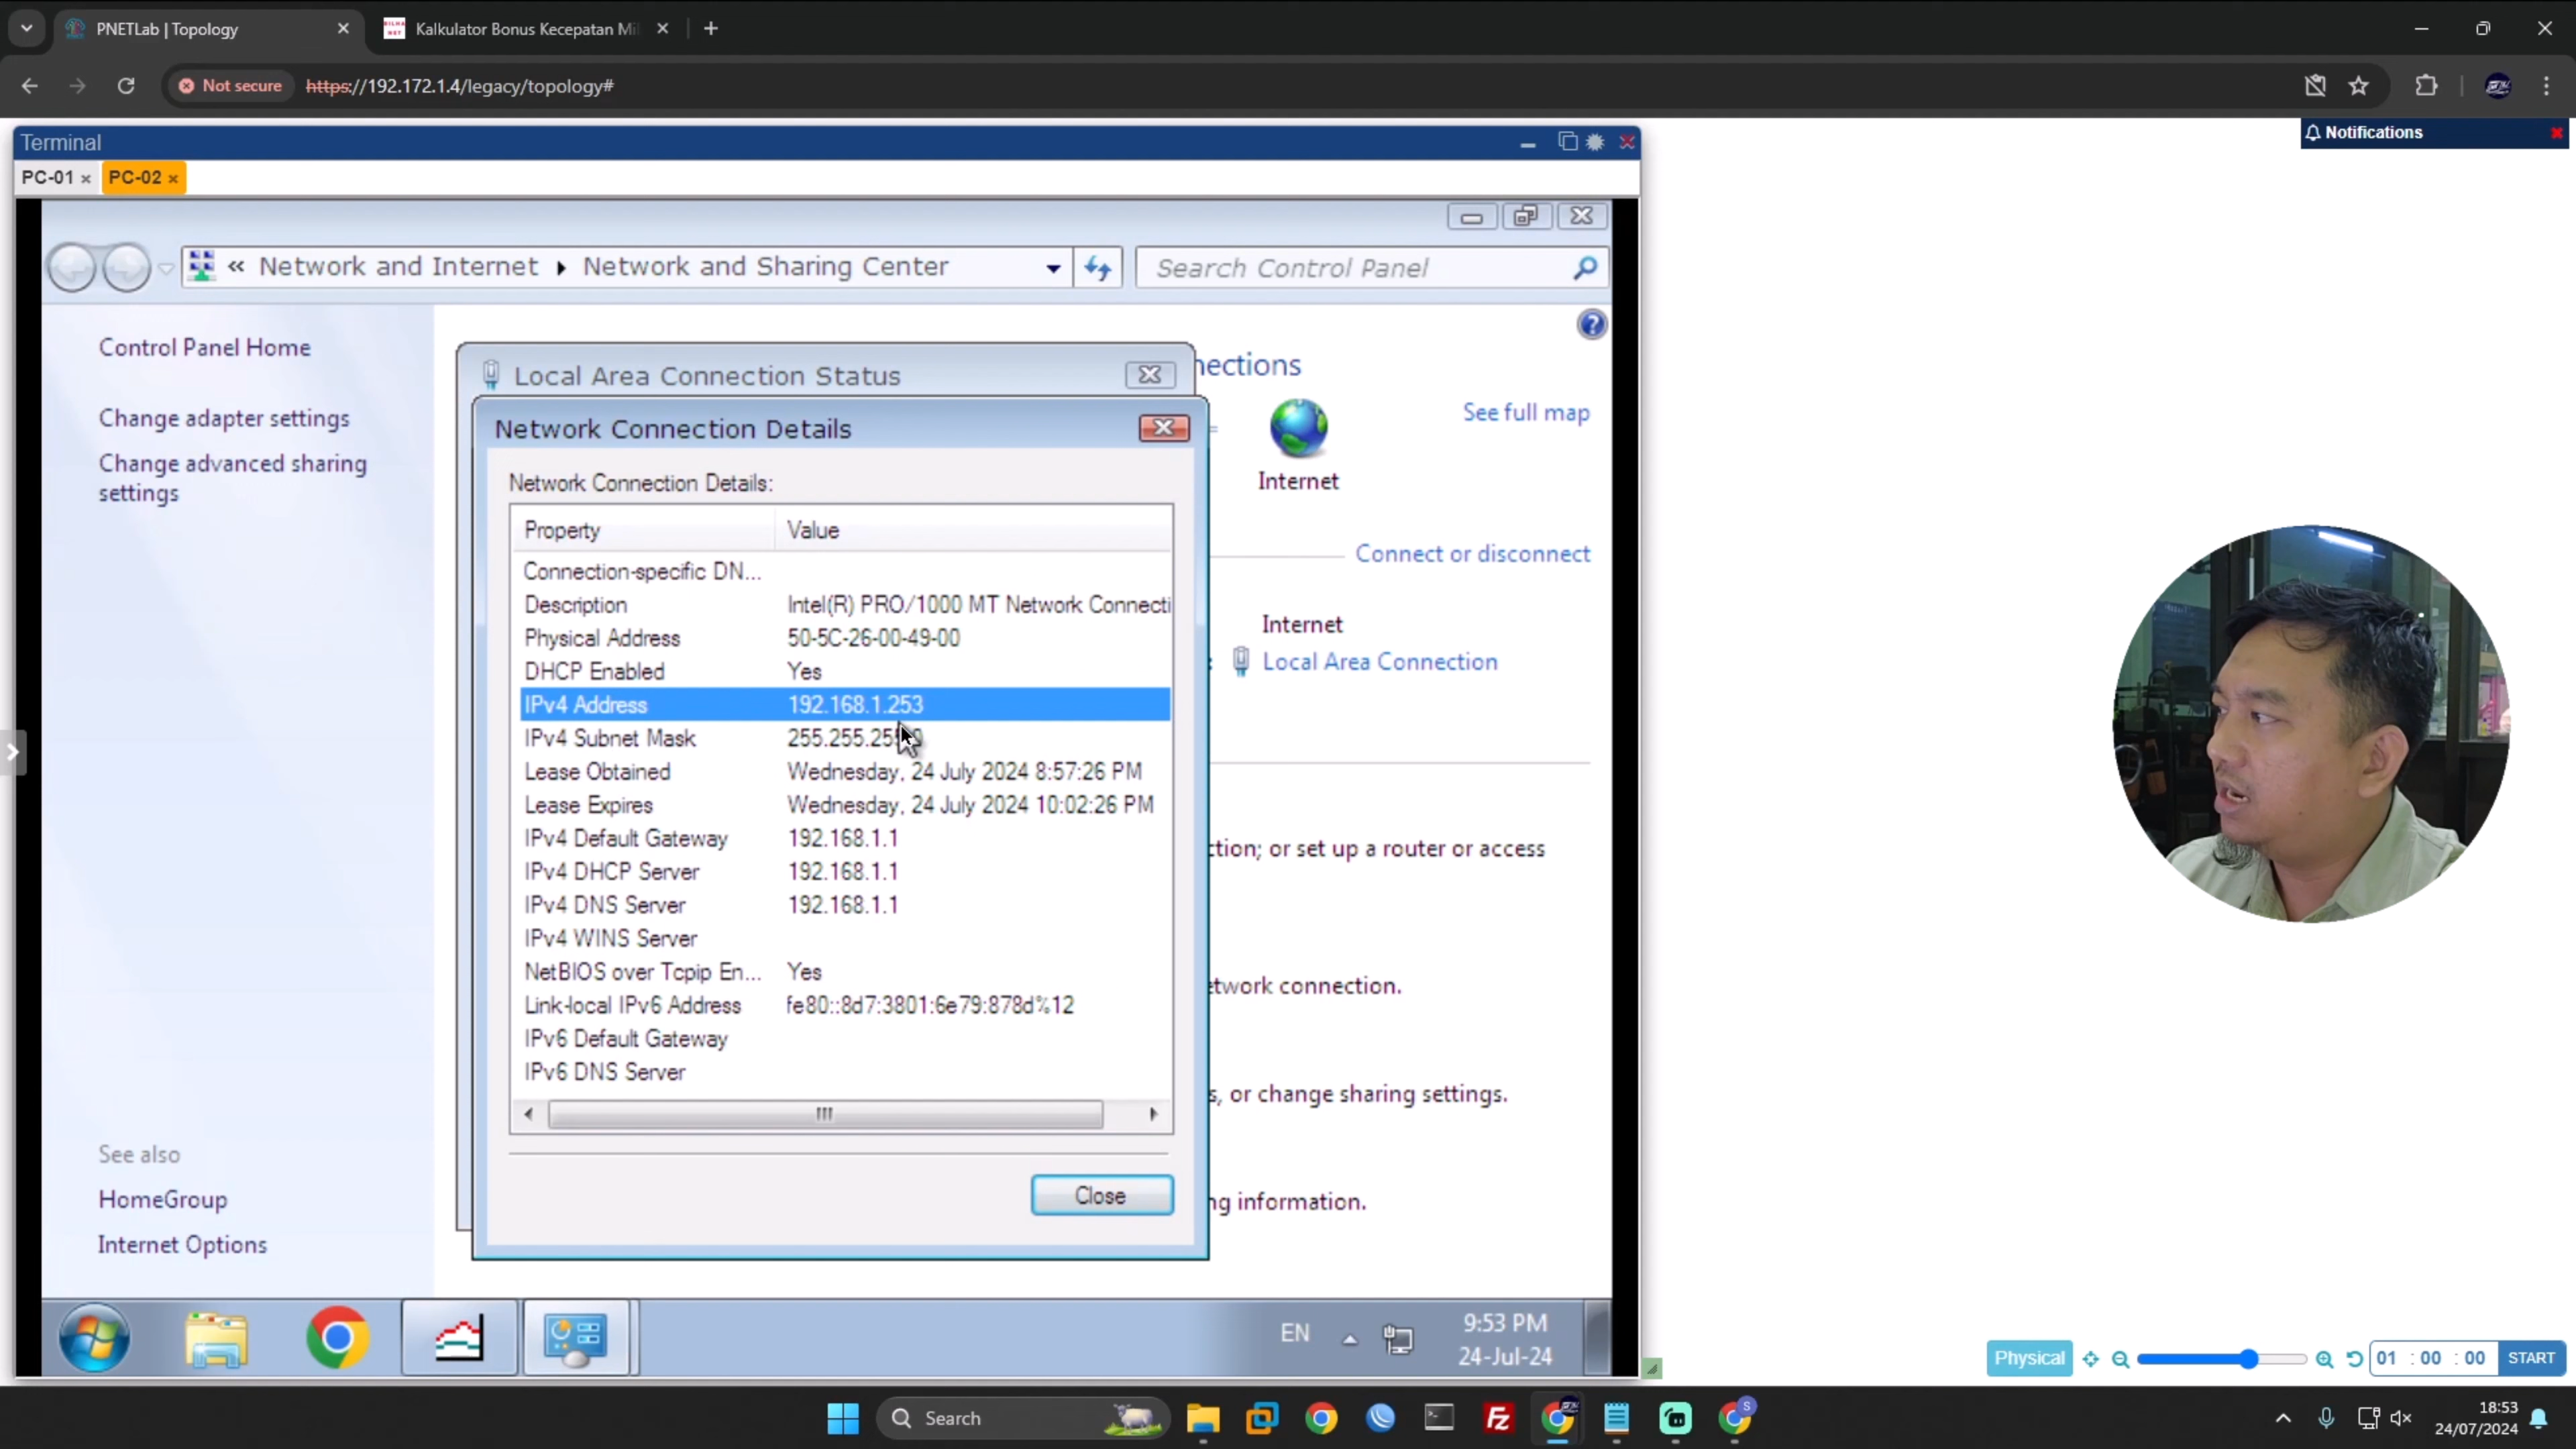 PNETLab | Topology
Kalkulator Bonus Kecepatan Mi
Not secure
https://192.172.1.4/legacy/topology#
Terminal
Notifications
PC-01 ×
PC-02 ×
« Network and Internet ▸ Network and Sharing Center
Search Control Panel
Control Panel Home
Change adapter settings
Change advanced sharing
settings
See also
HomeGroup
Internet Options
Local Area Connection Status
nections
See full map
Internet
Connect or disconnect
Internet
Local Area Connection
ction; or set up a router or access
etwork connection.
s, or change sharing settings.
ng information.
Network Connection Details
Network Connection Details:
Property Value
Connection-specific DN...
Description Intel(R) PRO/1000 MT Network Connecti
Physical Address 50-5C-26-00-49-00
DHCP Enabled Yes
IPv4 Address 192.168.1.253
IPv4 Subnet Mask
Lease Obtained Wednesday, 24 July 2024 8:57:26 PM
Lease Expires Wednesday, 24 July 2024 10:02:26 PM
IPv4 Default Gateway 192.168.1.1
IPv4 DHCP Server 192.168.1.1
IPv4 DNS Server 192.168.1.1
IPv4 WINS Server
NetBIOS over Tcpip En... Yes
Link-local IPv6 Address fe80::8d7:3801:6e79:878d%12
IPv6 Default Gateway
IPv6 DNS Server
Close
EN
9:53 PM
24-Jul-24
Physical
01 : 00 : 00 START
Search
18:53
24/07/2024